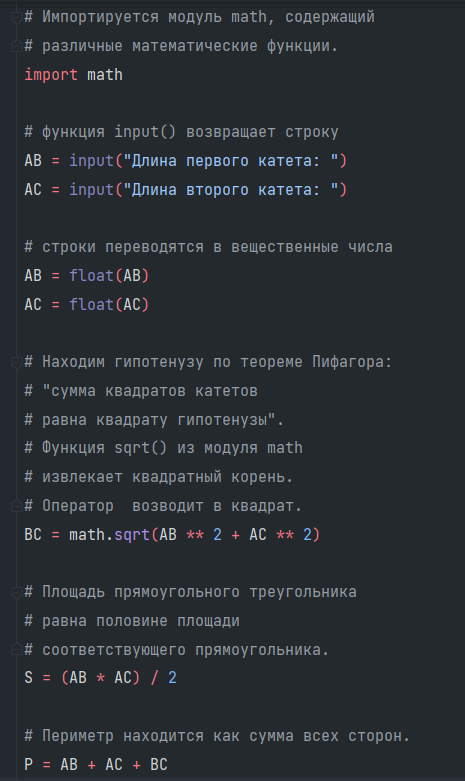 # Импортируется модуль math, содержащий
# различные математические функции.
import math
# функция input() возвращает строку
AB = input("Длина первого катета: ")
AC = input("Длина второго катета: ")
# строки переводятся в вещественные числа
AB = float(AB)
AC = float(AC)
# Находим гипотенузу по теореме Пифагора:
# "сумма квадратов катетов
# равна квадрату гипотенузы".
# Функция sqrt() из модуля math
# извлекает квадратный корень.
# Оператор  возводит в квадрат.
BC = math.sqrt(AB ** 2 + AC ** 2)
# Площадь прямоугольного треугольника
# равна половине площади
# соответствующего прямоугольника.
S = (AB * AC) / 2
# Периметр находится как сумма всех сторон.
P = AB + AC + BC